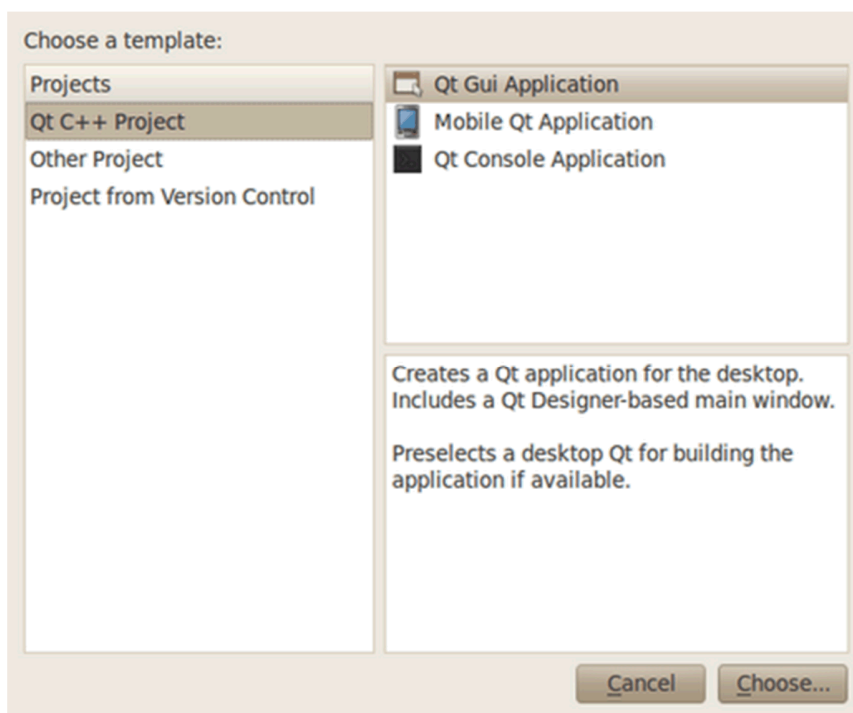 Choose a template:
Projects
Qt C++ Project
Other Project
Project from Version Control
Qt Gui Application
Mobile Qt Application
Qt Console Application
Creates a Qt application for the desktop.
Includes a Qt Designer-based main window.
Preselects a desktop Qt for building the
application if available.
Cancel
Choose...